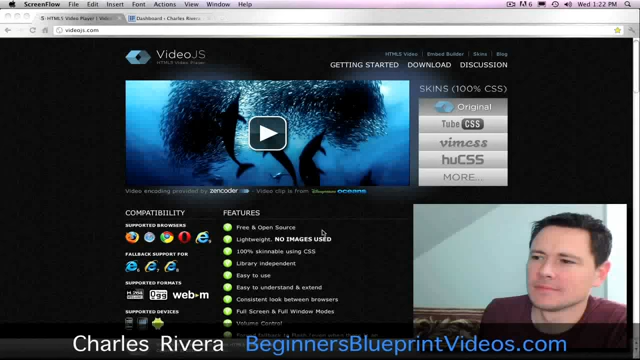 ScreenFlow File Edit Insert Font Actions Arrange View Window Help 6 Wed 1:22 PM
HTML5 Video Player | Video Dashboard - Charles Rivera
videojs.com
VideoJS
HTML5 Video Player
HTML5 Video Embed Builder Skins Blog
GETTING STARTED DOWNLOAD DISCUSSION
SKINS (100% CSS)
Original
Tube CSS
vimcss
huCSS
MORE...
Video encoding provided by zencoder Video clip is from Disneynature OCEANS
COMPATIBILITY
SUPPORTED BROWSERS
FALLBACK SUPPORT FOR
SUPPORTED FORMATS
H.264 ogg webm
SUPPORTED DEVICES
FEATURES
Free & Open Source
Lightweight. NO IMAGES USED
100% skinnable using CSS
Library independent
Easy to use
Easy to understand & extend
Consistent look between browsers
Full Screen & Full Window Modes
Volume Control
Charles Rivera BeginnersBlueprintVideos.com